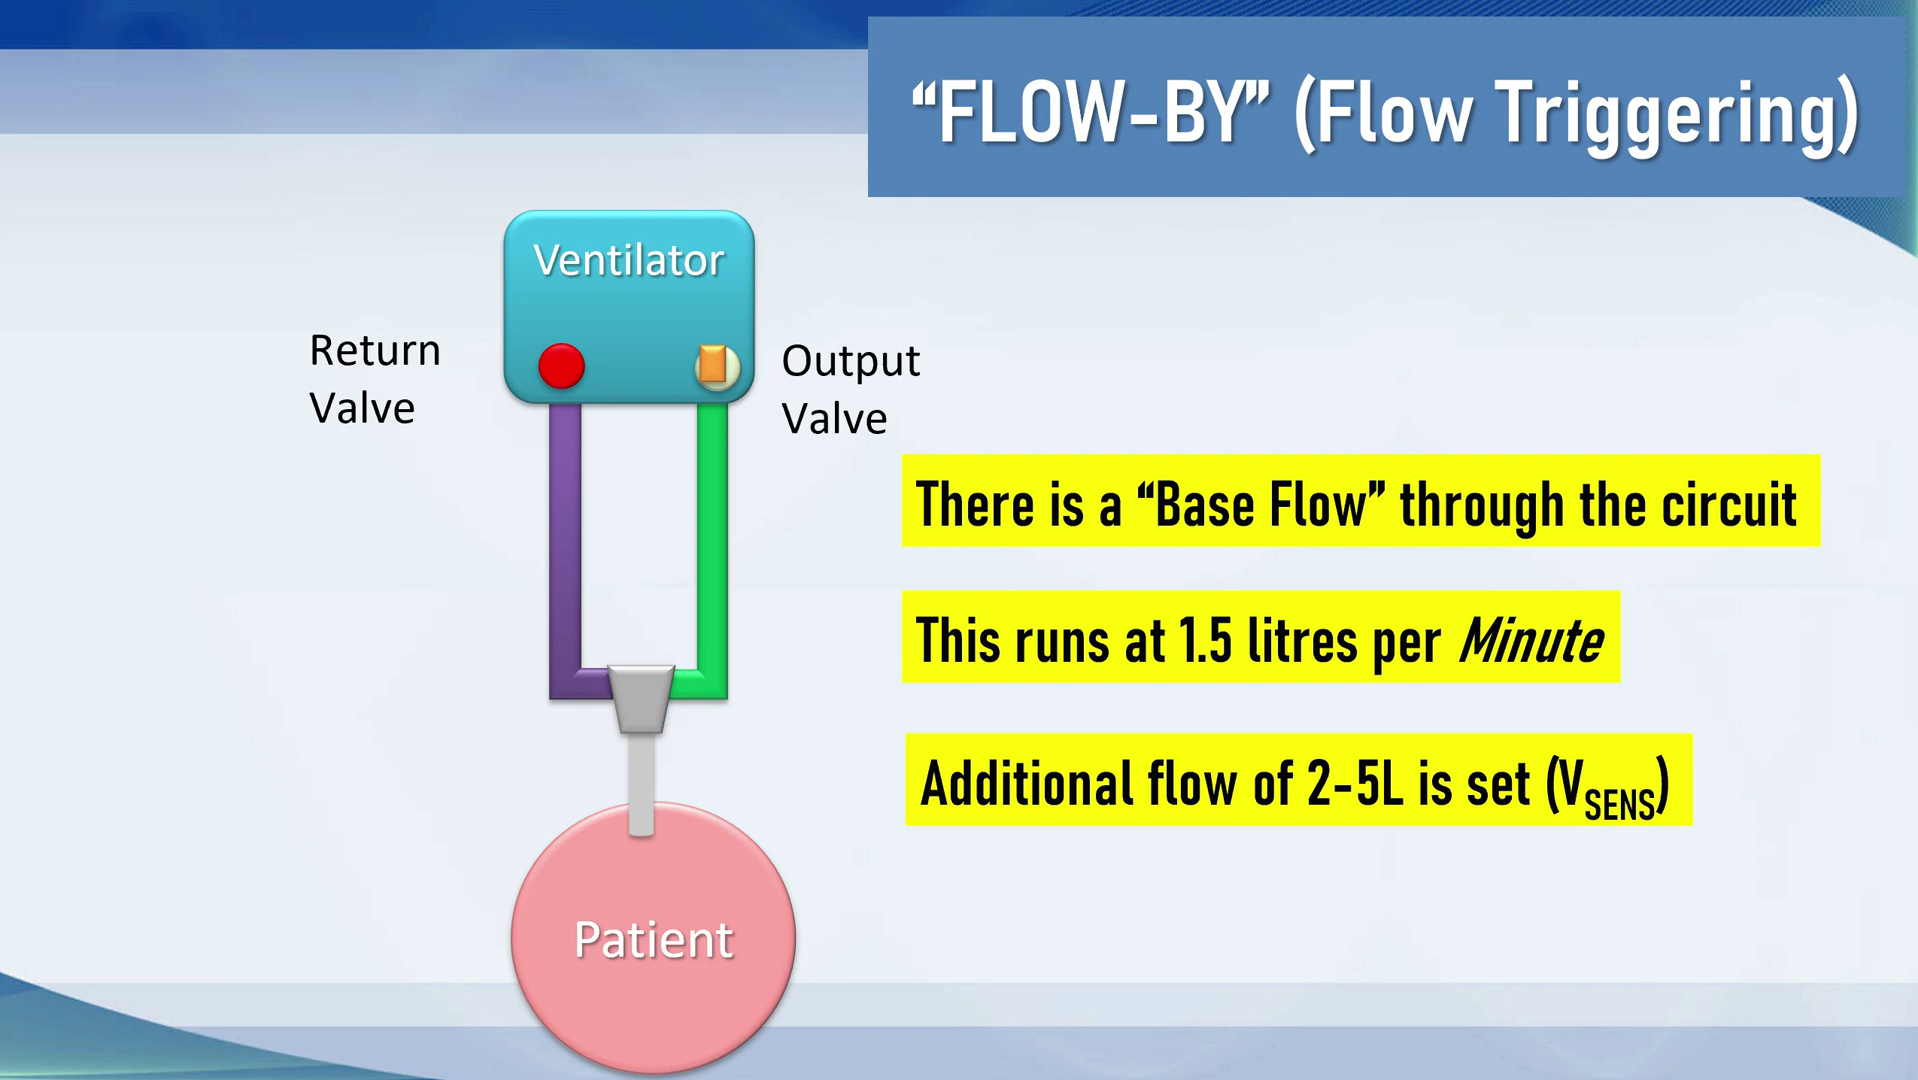 “FLOW-BY” (Flow Triggering)
Ventilator
Return
Valve
Output
Valve
There is a “Base Flow” through the circuit
This runs at 1.5 litres per Minute
Additional flow of 2-5L is set (VSENS)
Patient